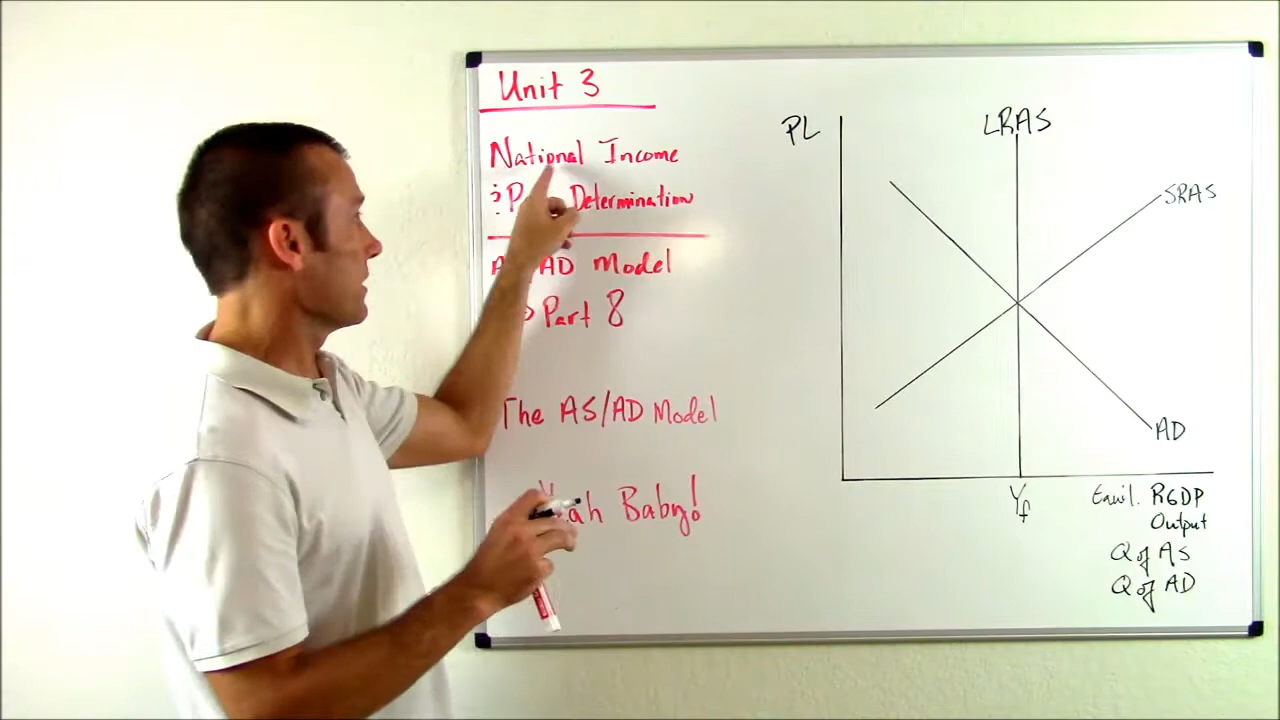 Unit 3
National Income
Determination
AD Model
Part 8
The AS/AD Model
Baby!
PL
LRAS
SRAS
AD
Yf
Equil. RGDP
Output
Q of AS
Q of AD